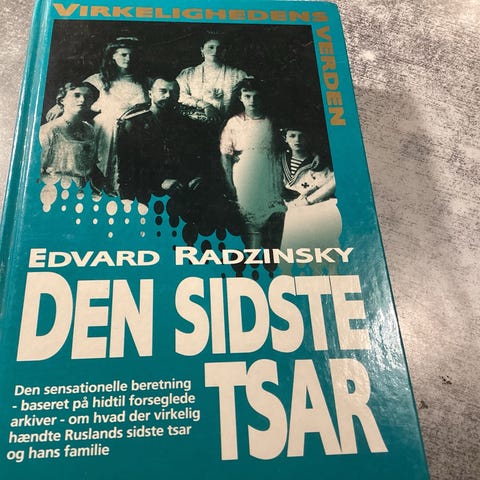 VIRKELIGHEDENS
VERDEN
EDVARD RADZINSKY
DEN SIDSTE
TSAR
Den sensationelle beretning
- baseret på hidtil forseglede
arkiver - om hvad der virkelig
hændte Ruslands sidste tsar
og hans familie